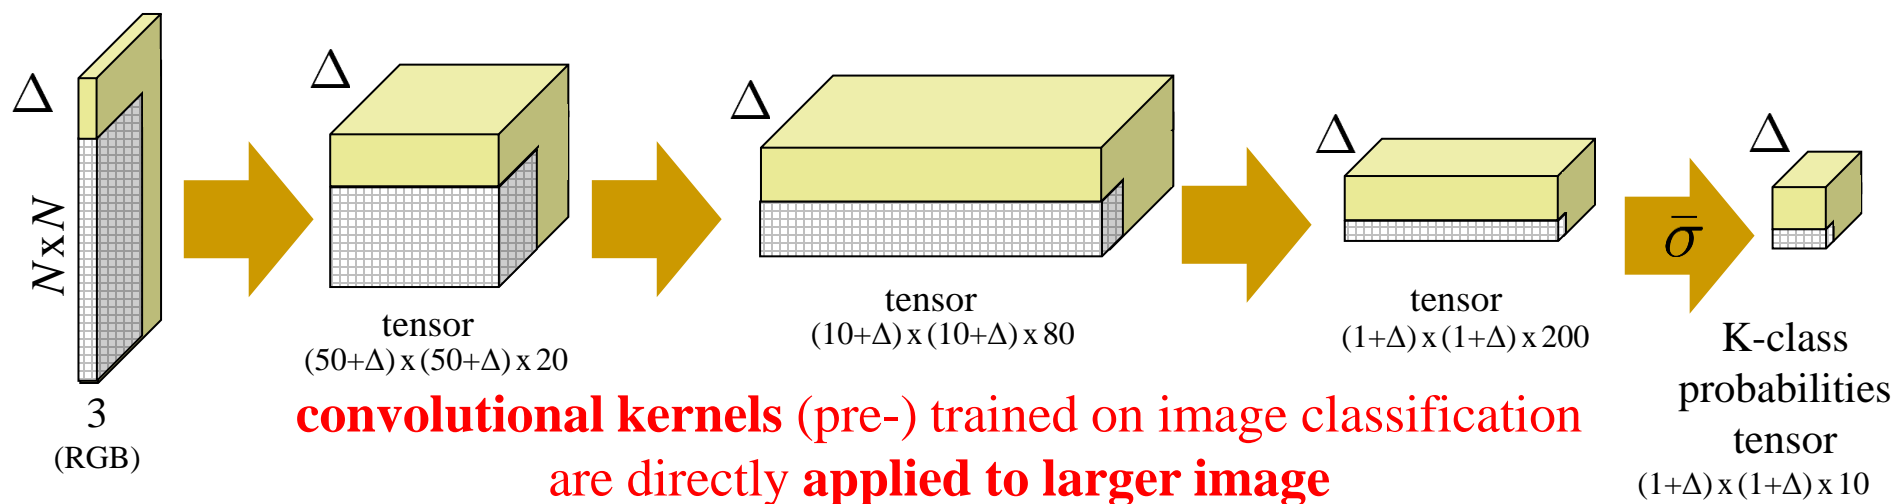 Δ
NxN
3
(RGB)
Δ
tensor
(50+Δ) x (50+Δ) x 20
Δ
tensor
(10+Δ) x (10+Δ) x 80
Δ
tensor
(1+Δ) x (1+Δ) x 200
σ̅
Δ
K-class
probabilities
tensor
(1+Δ) x (1+Δ) x 10
convolutional kernels (pre-) trained on image classification
are directly applied to larger image